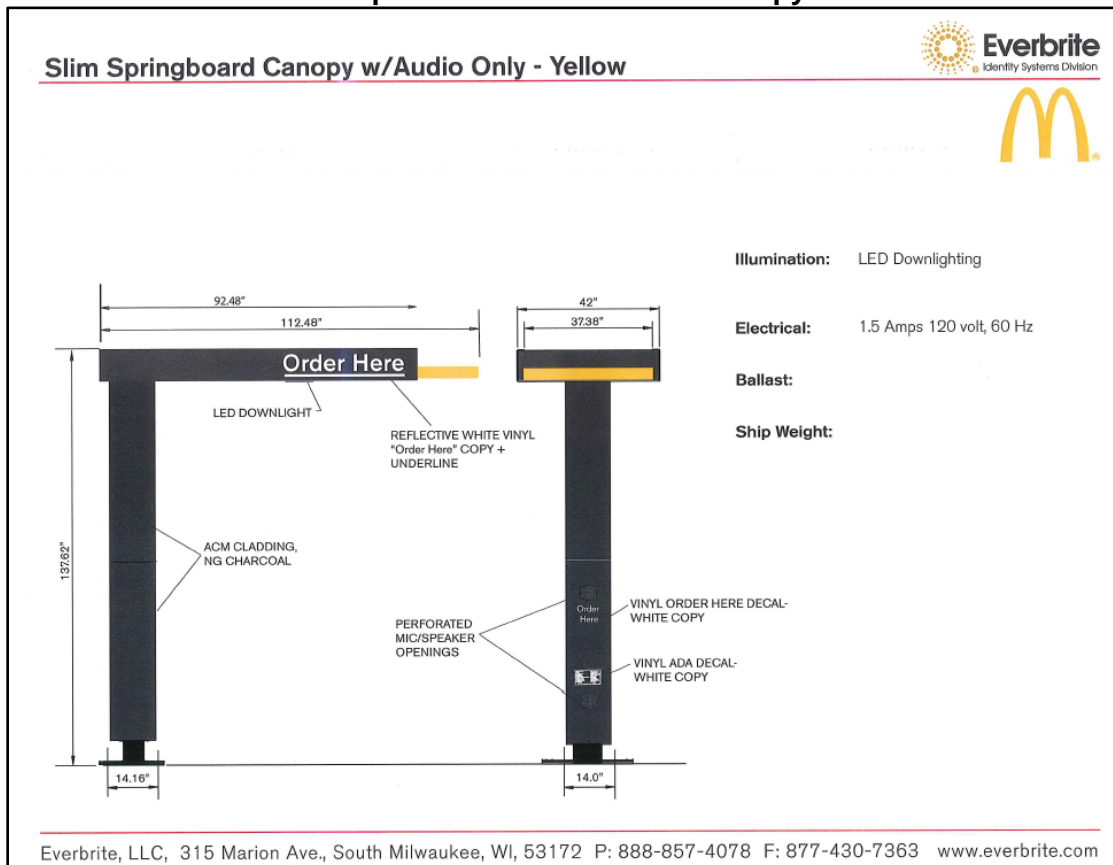 Slim Springboard Canopy w/Audio Only - Yellow
Everbrite
Identity Systems Division
Illumination: LED Downlighting
Electrical: 1.5 Amps 120 volt, 60 Hz
Ballast:
Ship Weight:
92.48"
112.48"
42"
37.38"
Order Here
LED DOWNLIGHT
REFLECTIVE WHITE VINYL
"Order Here" COPY +
UNDERLINE
137.62"
ACM CLADDING,
NG CHARCOAL
Order
Here
PERFORATED
MIC/SPEAKER
OPENINGS
VINYL ORDER HERE DECAL-
WHITE COPY
VINYL ADA DECAL-
WHITE COPY
14.16"
14.0"
Everbrite, LLC, 315 Marion Ave., South Milwaukee, WI, 53172 P: 888-857-4078 F: 877-430-7363 www.everbrite.com